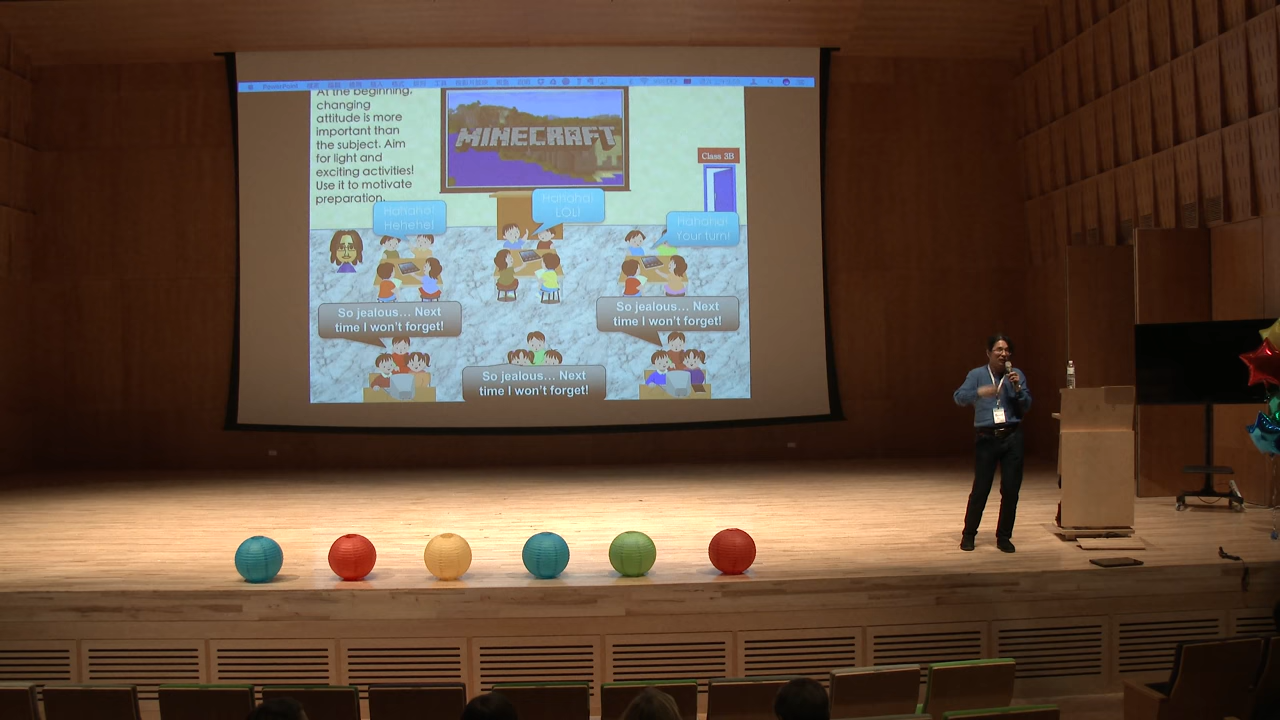 PowerPoint
At the beginning,
changing
attitude is more
important than
the subject. Aim
for light and
exciting activities!
Use it to motivate
preparation.
MINECRAFT
Class 3B
Hahaha!
Hehehe!
Hahaha!
LOL!
Hahaha!
Your turn!
So jealous... Next
time I won't forget!
So jealous... Next
time I won't forget!
So jealous... Next
time I won't forget!